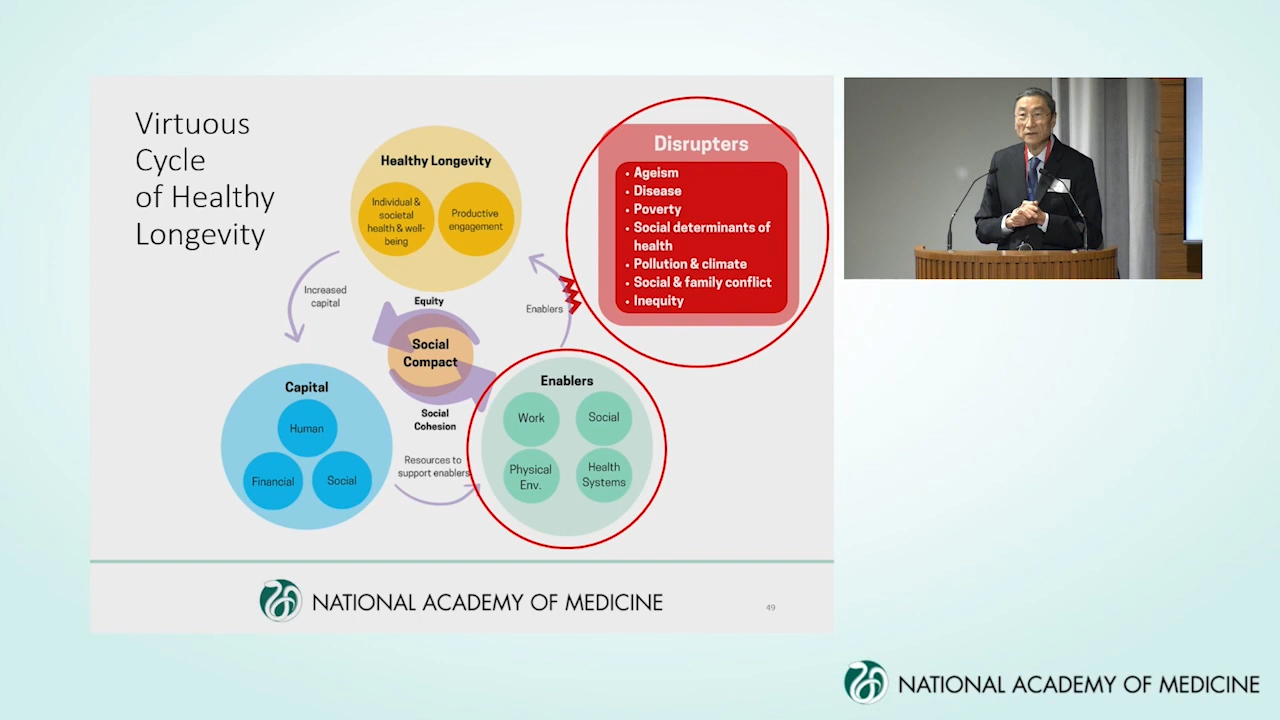 Virtuous
Cycle
of Healthy
Longevity
Healthy Longevity
Individual &
societal
health & well-
being
Productive
engagement
Disrupters
• Ageism
• Disease
• Poverty
• Social determinants of
health
• Pollution & climate
• Social & family conflict
• Inequity
Increased
capital
Equity
Enablers
Social
Compact
Capital
Human
Financial
Social
Social
Cohesion
Resources to
support enablers
Enablers
Work
Social
Physical
Env.
Health
Systems
NATIONAL ACADEMY OF MEDICINE
49
NATIONAL ACADEMY OF MEDICINE